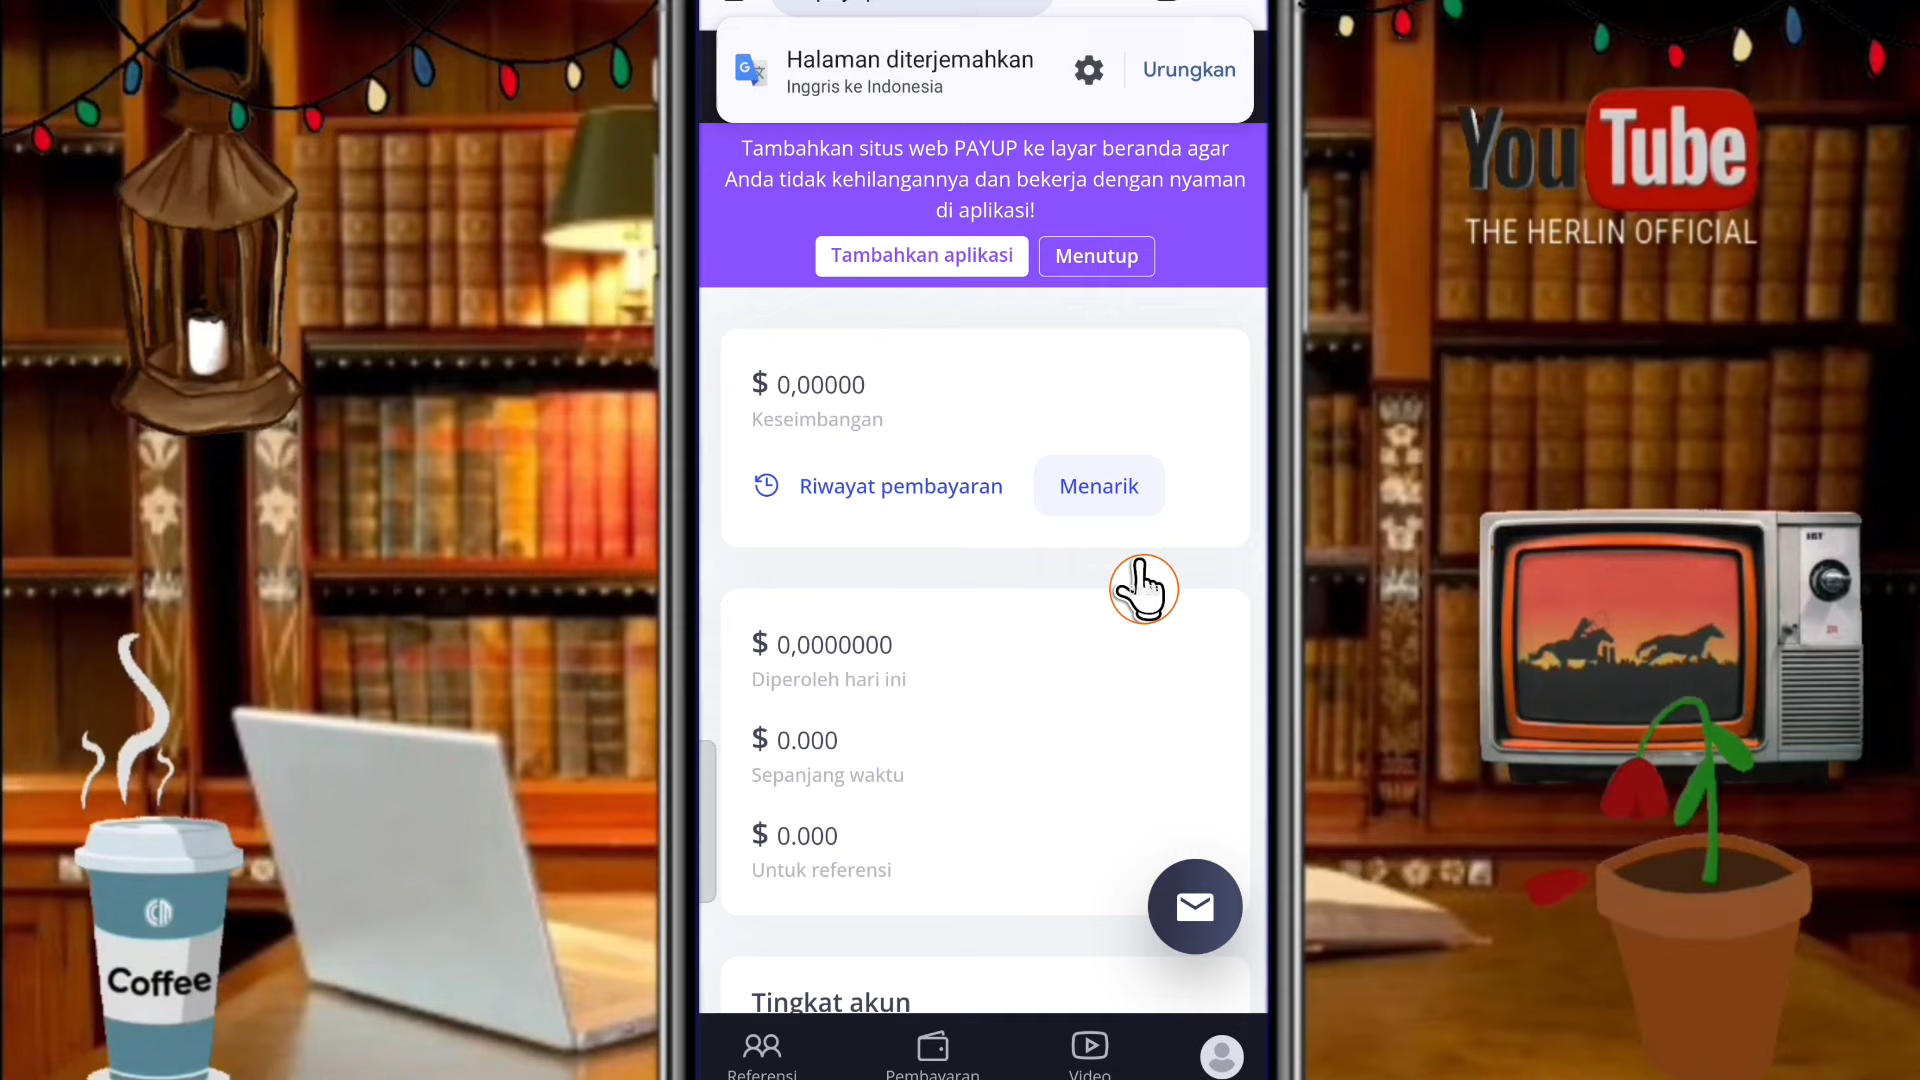 Halaman diterjemahkan
Inggris ke Indonesia
Urungkan
Tambahkan situs web PAYUP ke layar beranda agar
Anda tidak kehilangannya dan bekerja dengan nyaman
di aplikasi!
Tambahkan aplikasi
Menutup
$ 0,00000
Keseimbangan
Riwayat pembayaran
Menarik
$ 0,0000000
Diperoleh hari ini
$ 0.000
Sepanjang waktu
$ 0.000
Untuk referensi
Tingkat akun
Referensi
Pembayaran
Video
YouTube
THE HERLIN OFFICIAL
Coffee